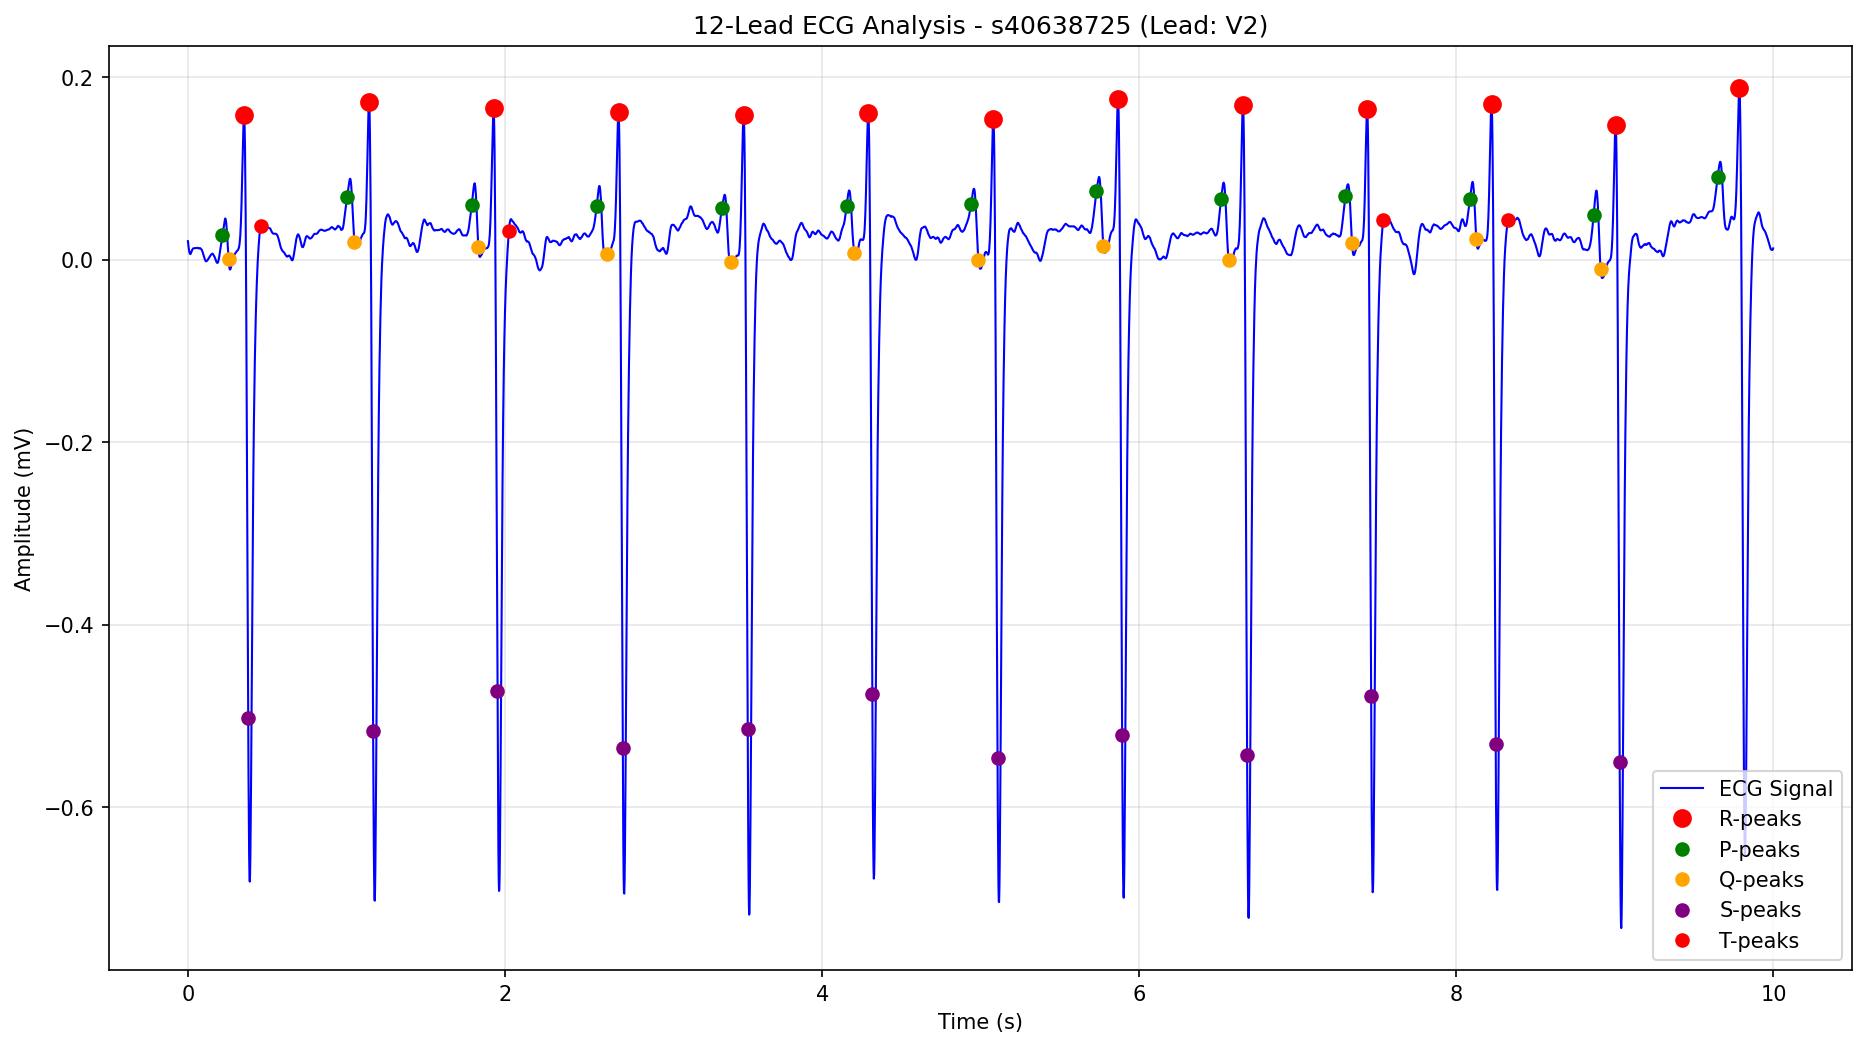 12-Lead ECG Analysis - s40638725 (Lead: V2)
0.2
0.0
−0.2
−0.4
−0.6
Amplitude (mV)
0 2 4 6 8 10
Time (s)
ECG Signal
R-peaks
P-peaks
Q-peaks
S-peaks
T-peaks